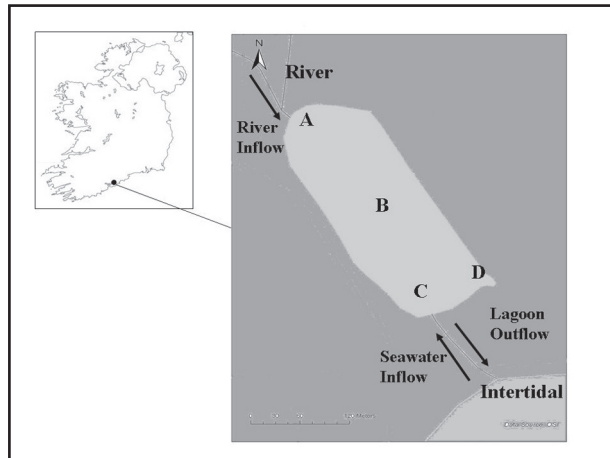 N
River
River
Inflow
A
B
D
C
Lagoon
Outflow
Seawater
Inflow
Intertidal